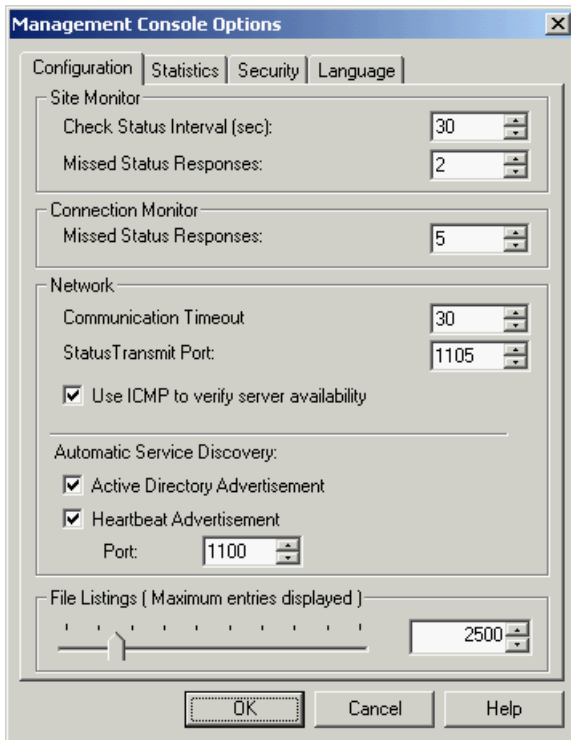 Management Console Options
Configuration Statistics Security Language
Site Monitor
Check Status Interval (sec): 30
Missed Status Responses: 2
Connection Monitor
Missed Status Responses: 5
Network
Communication Timeout 30
StatusTransmit Port: 1105
Use ICMP to verify server availability
Automatic Service Discovery:
Active Directory Advertisement
Heartbeat Advertisement
Port: 1100
File Listings ( Maximum entries displayed )
2500
OK Cancel Help